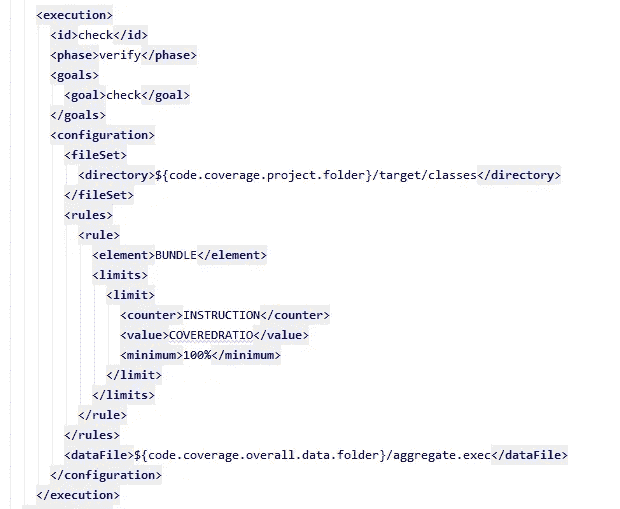 <execution>
<id>check</id>
<phase>verify</phase>
<goals>
<goal>check</goal>
</goals>
<configuration>
<fileSet>
<directory>${code.coverage.project.folder}/target/classes</directory>
</fileSet>
<rules>
<rule>
<element>BUNDLE</element>
<limits>
<limit>
<counter>INSTRUCTION</counter>
<value>COVEREDRATIO</value>
<minimum>100%</minimum>
</limit>
</limits>
</rule>
</rules>
<dataFile>${code.coverage.overall.data.folder}/aggregate.exec</dataFile>
</configuration>
</execution>